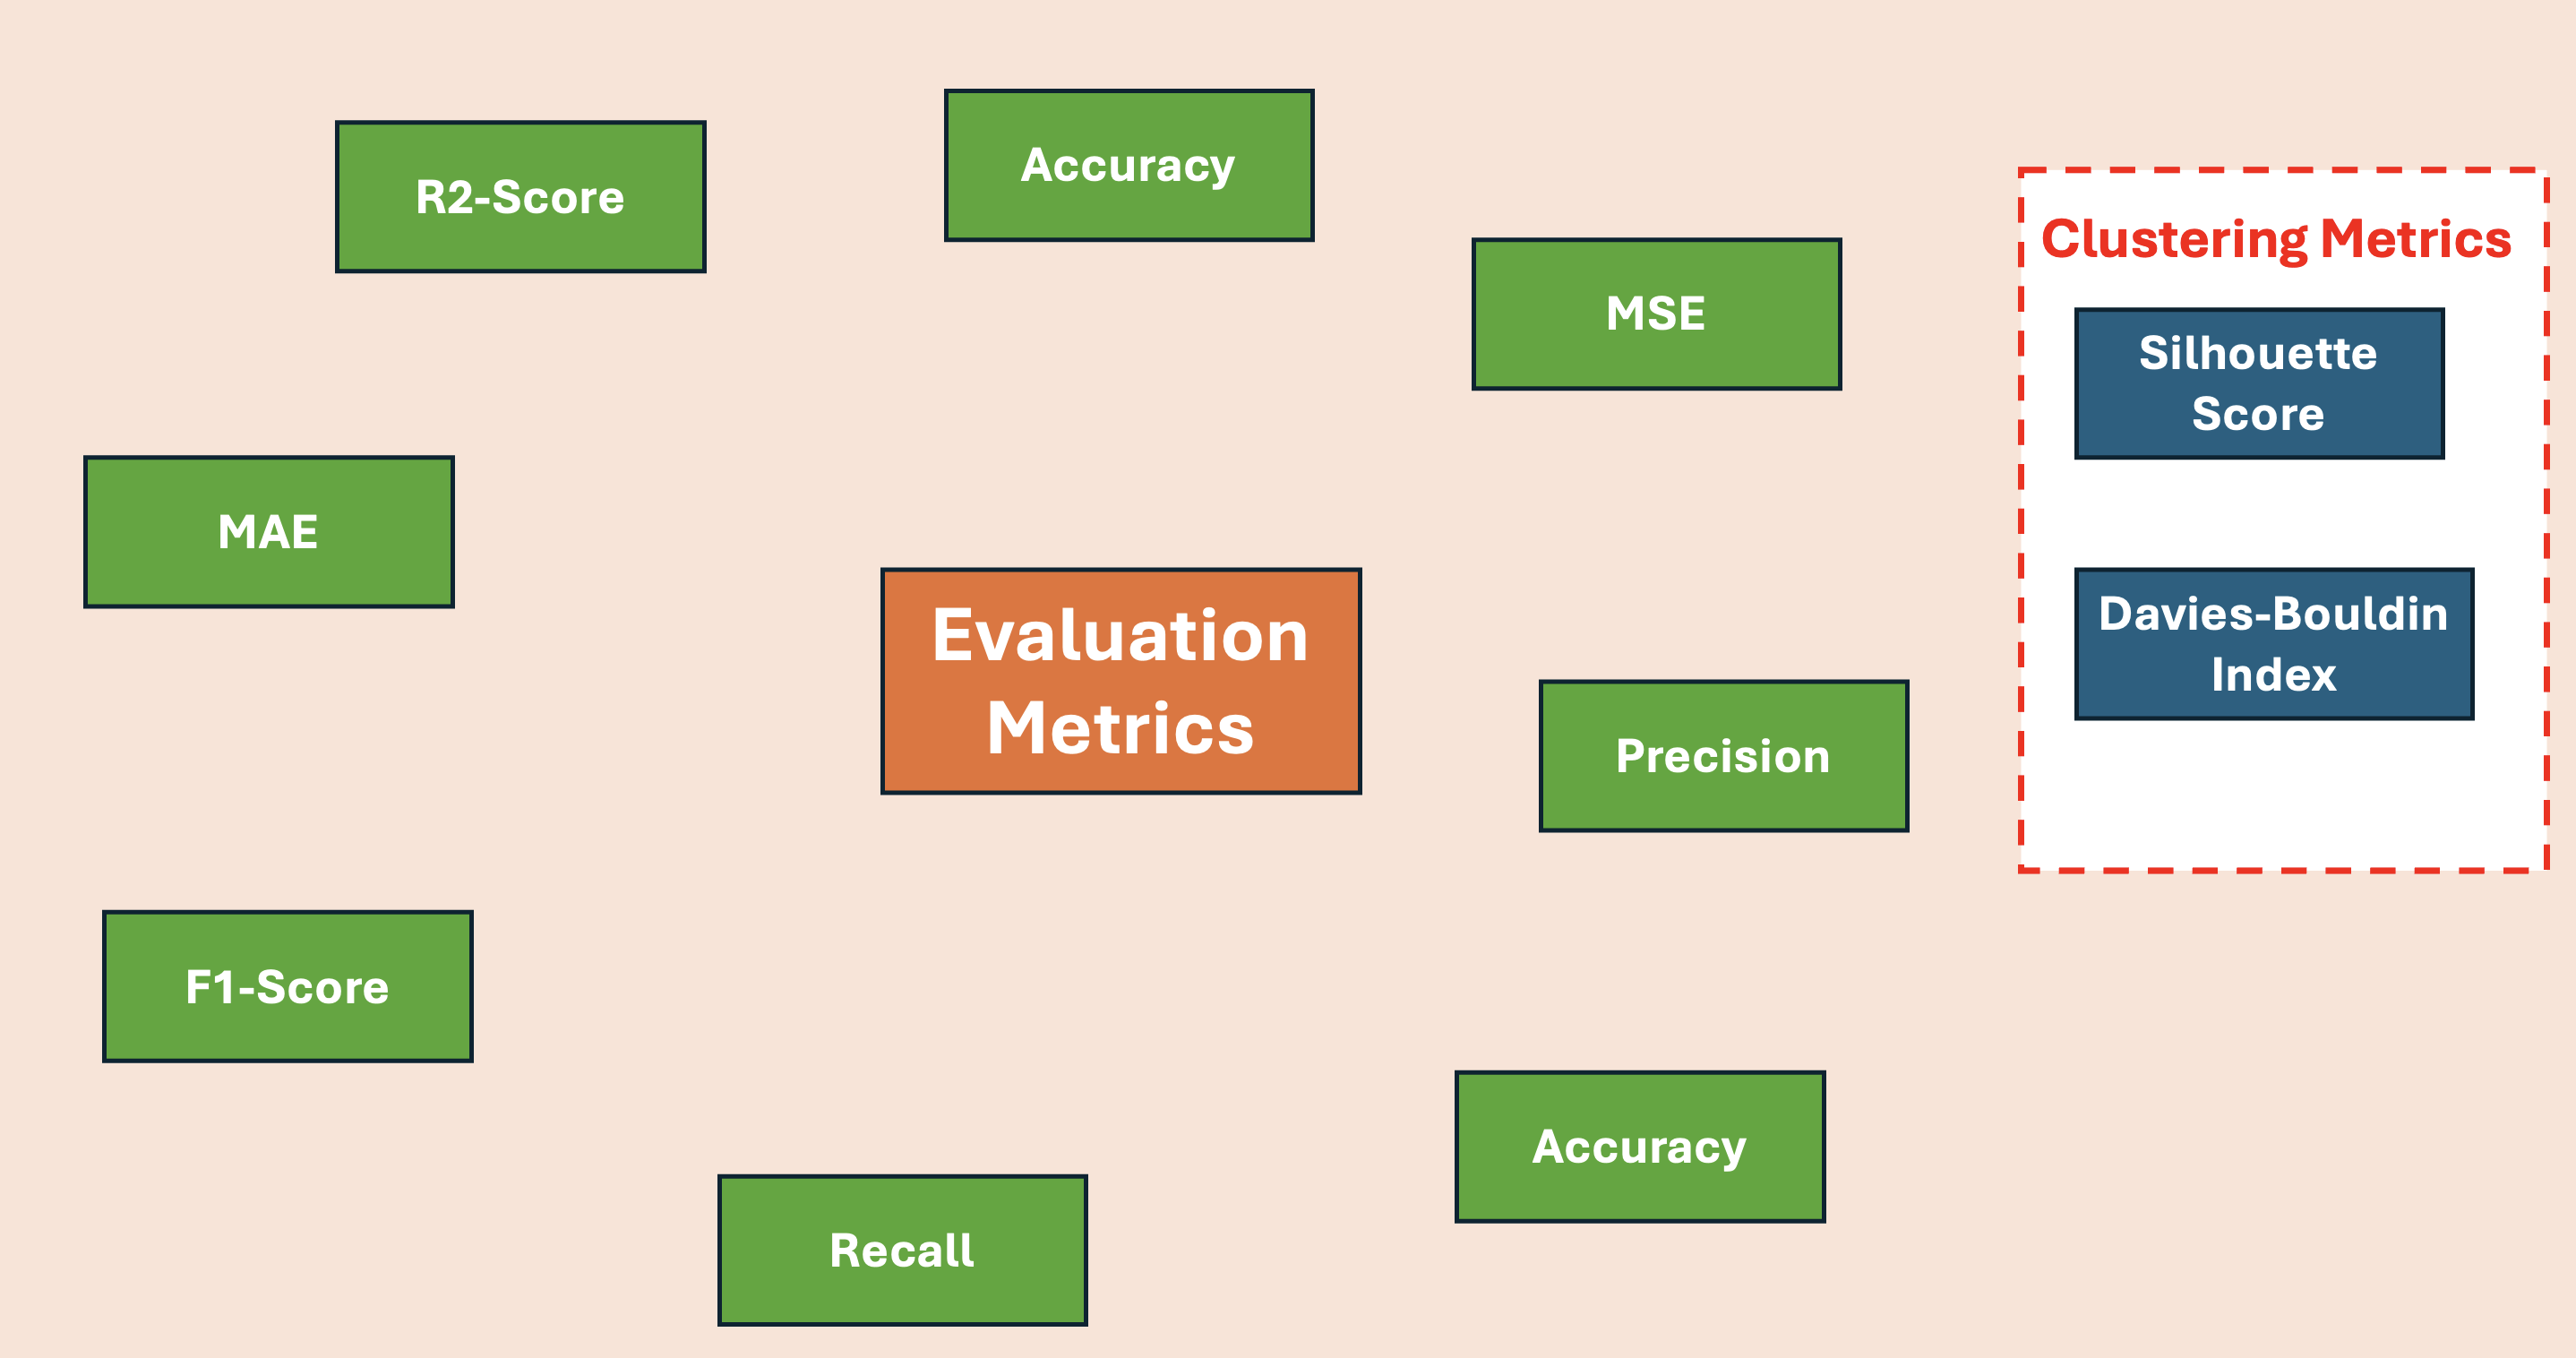 R2-Score
Accuracy
MSE
MAE
Evaluation
Metrics
Precision
F1-Score
Accuracy
Recall
Clustering Metrics
Silhouette
Score
Davies-Bouldin
Index